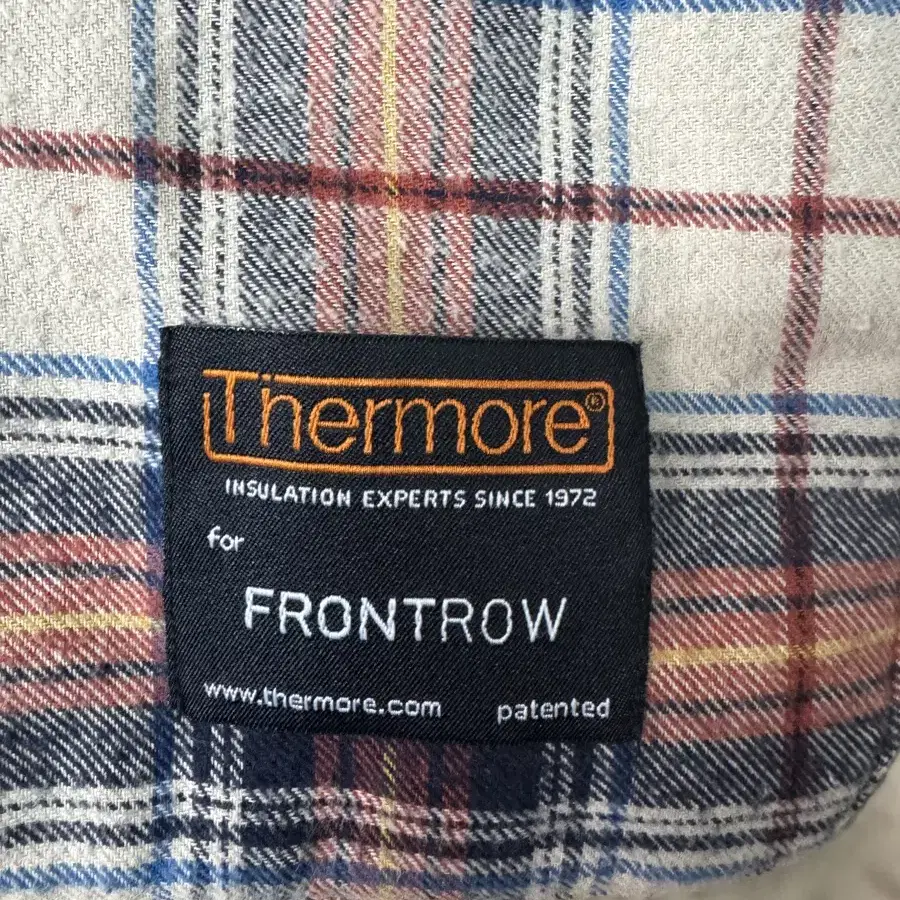 Thermore®
INSULATION EXPERTS SINCE 1972
for
FRONTROW
www.thermore.com patented